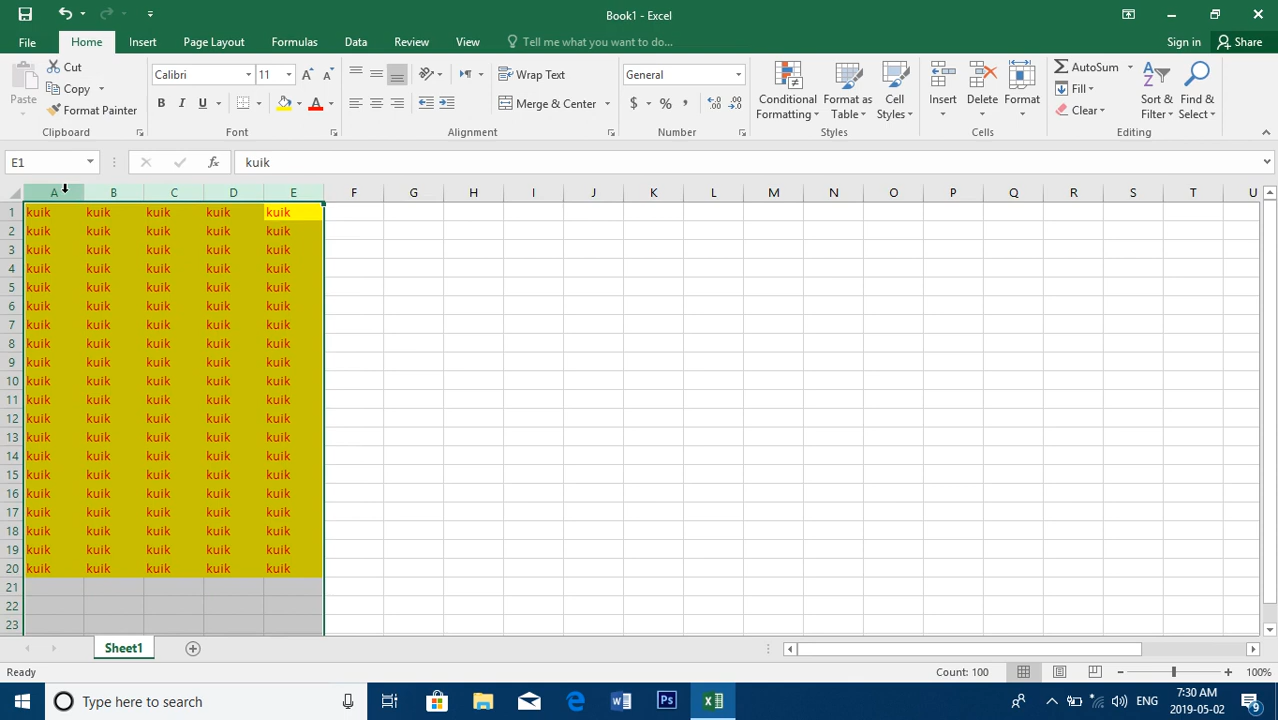 Book1 - Excel
File Home Insert Page Layout Formulas Data Review View Tell me what you want to do... Sign in Share
Paste Cut Copy Format Painter Clipboard
Calibri 11 B I U A Font
Wrap Text Merge & Center Alignment
General $ % , Number
Conditional Formatting Format as Table Cell Styles Styles
Insert Delete Format Cells
AutoSum Fill Clear Sort & Filter Find & Select Editing
E1 fx kuik
A B C D E F G H I J K L M N O P Q R S T U
1 kuik kuik kuik kuik kuik
2 kuik kuik kuik kuik kuik
3 kuik kuik kuik kuik kuik
4 kuik kuik kuik kuik kuik
5 kuik kuik kuik kuik kuik
6 kuik kuik kuik kuik kuik
7 kuik kuik kuik kuik kuik
8 kuik kuik kuik kuik kuik
9 kuik kuik kuik kuik kuik
10 kuik kuik kuik kuik kuik
11 kuik kuik kuik kuik kuik
12 kuik kuik kuik kuik kuik
13 kuik kuik kuik kuik kuik
14 kuik kuik kuik kuik kuik
15 kuik kuik kuik kuik kuik
16 kuik kuik kuik kuik kuik
17 kuik kuik kuik kuik kuik
18 kuik kuik kuik kuik kuik
19 kuik kuik kuik kuik kuik
20 kuik kuik kuik kuik kuik
21
22
23
Sheet1
Ready Count: 100 100%
Type here to search Ps ENG 7:30 AM 2019-05-02 9